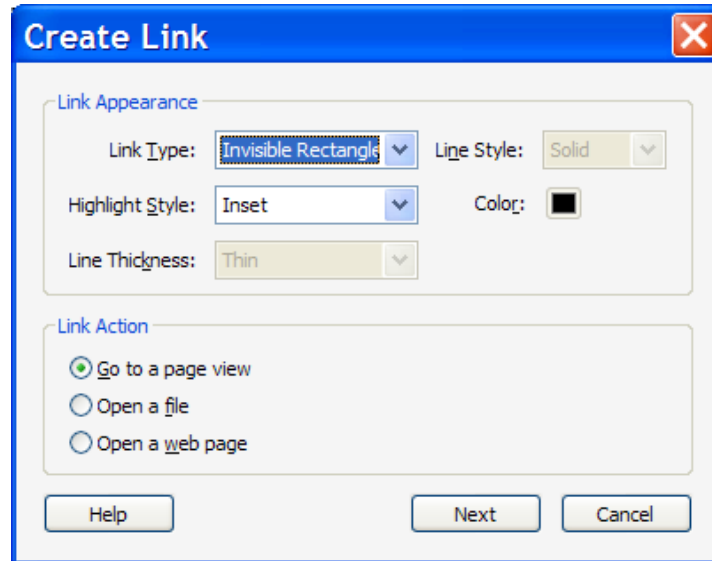 Create Link
Link Appearance
Link Type: Invisible Rectangle Line Style: Solid
Highlight Style: Inset Color:
Line Thickness: Thin
Link Action
Go to a page view
Open a file
Open a web page
Help Next Cancel